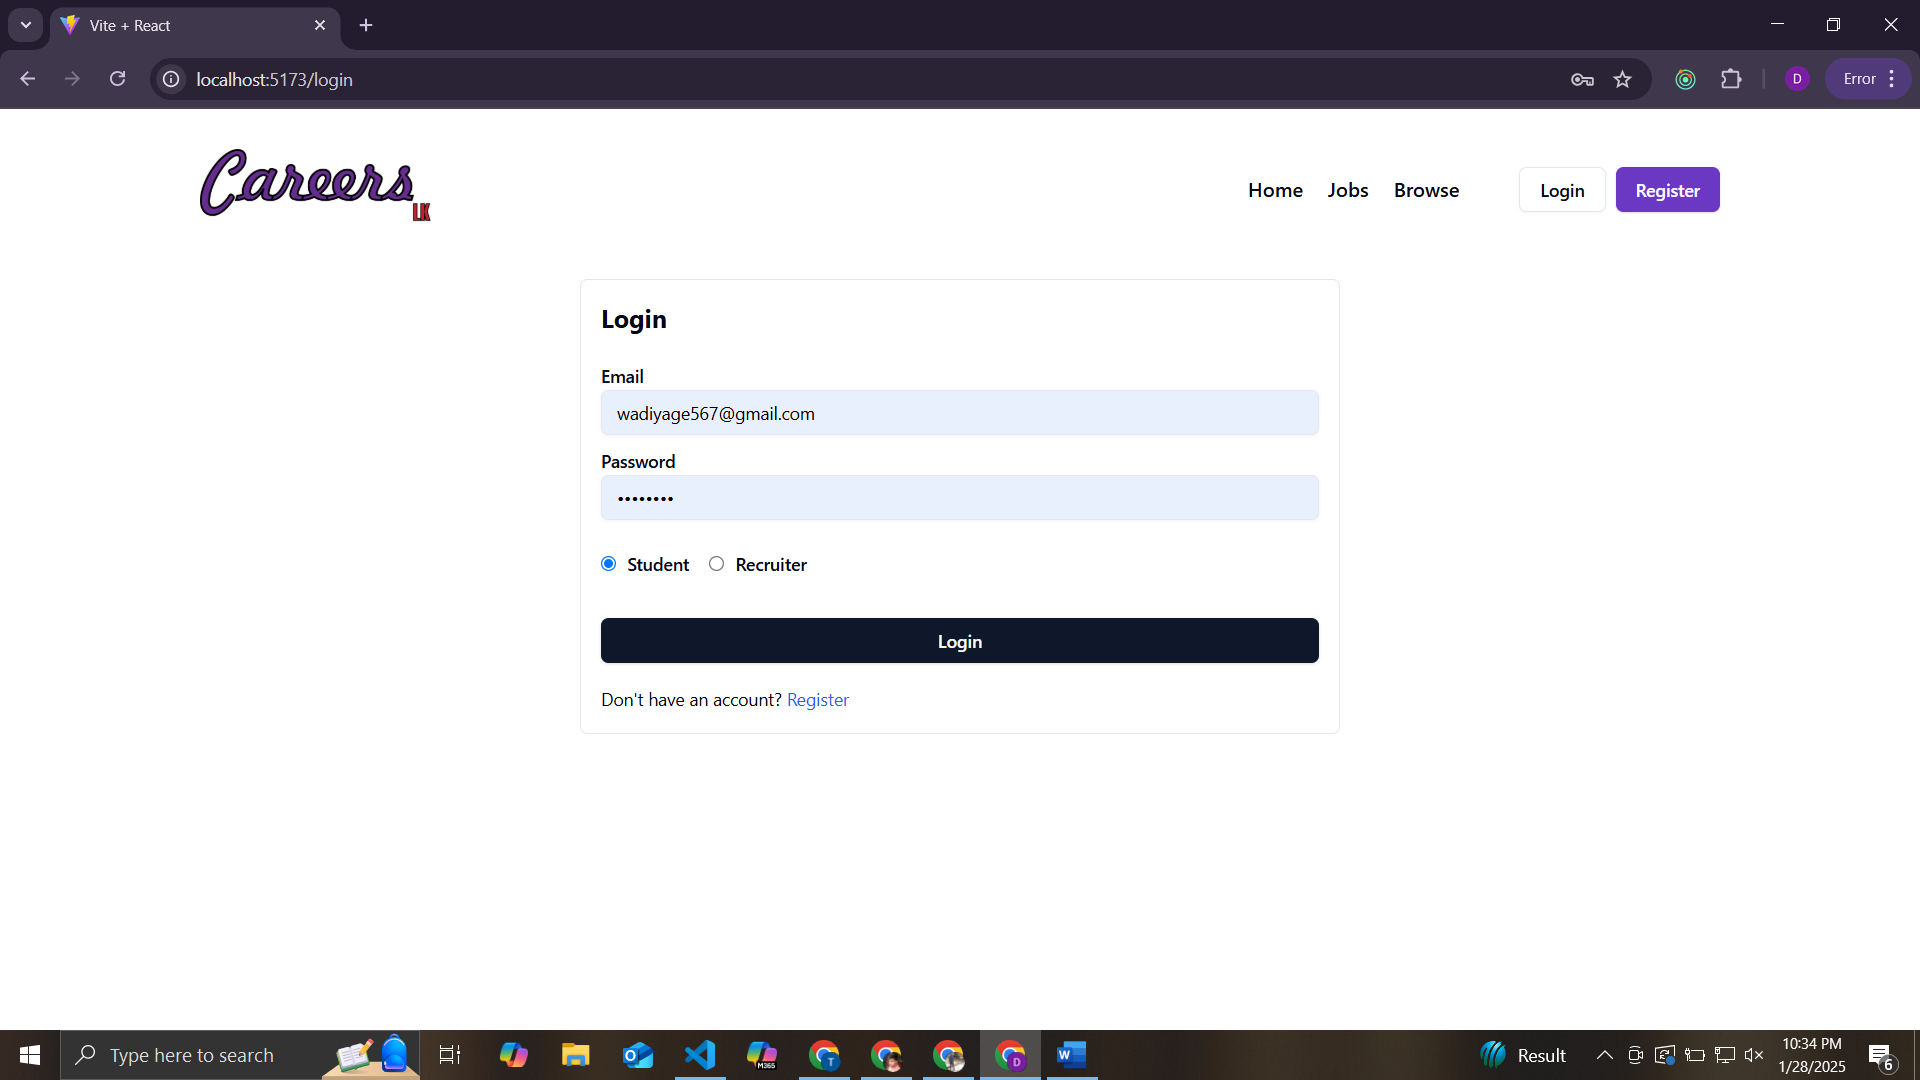 Vite + React
localhost:5173/login
D
Error
Careers
LK
Home Jobs Browse Login Register
Login
Email
wadiyage567@gmail.com
Password
••••••••
Student Recruiter
Login
Don't have an account? Register
Type here to search
M365
T
D
W
Result
10:34 PM
1/28/2025
6